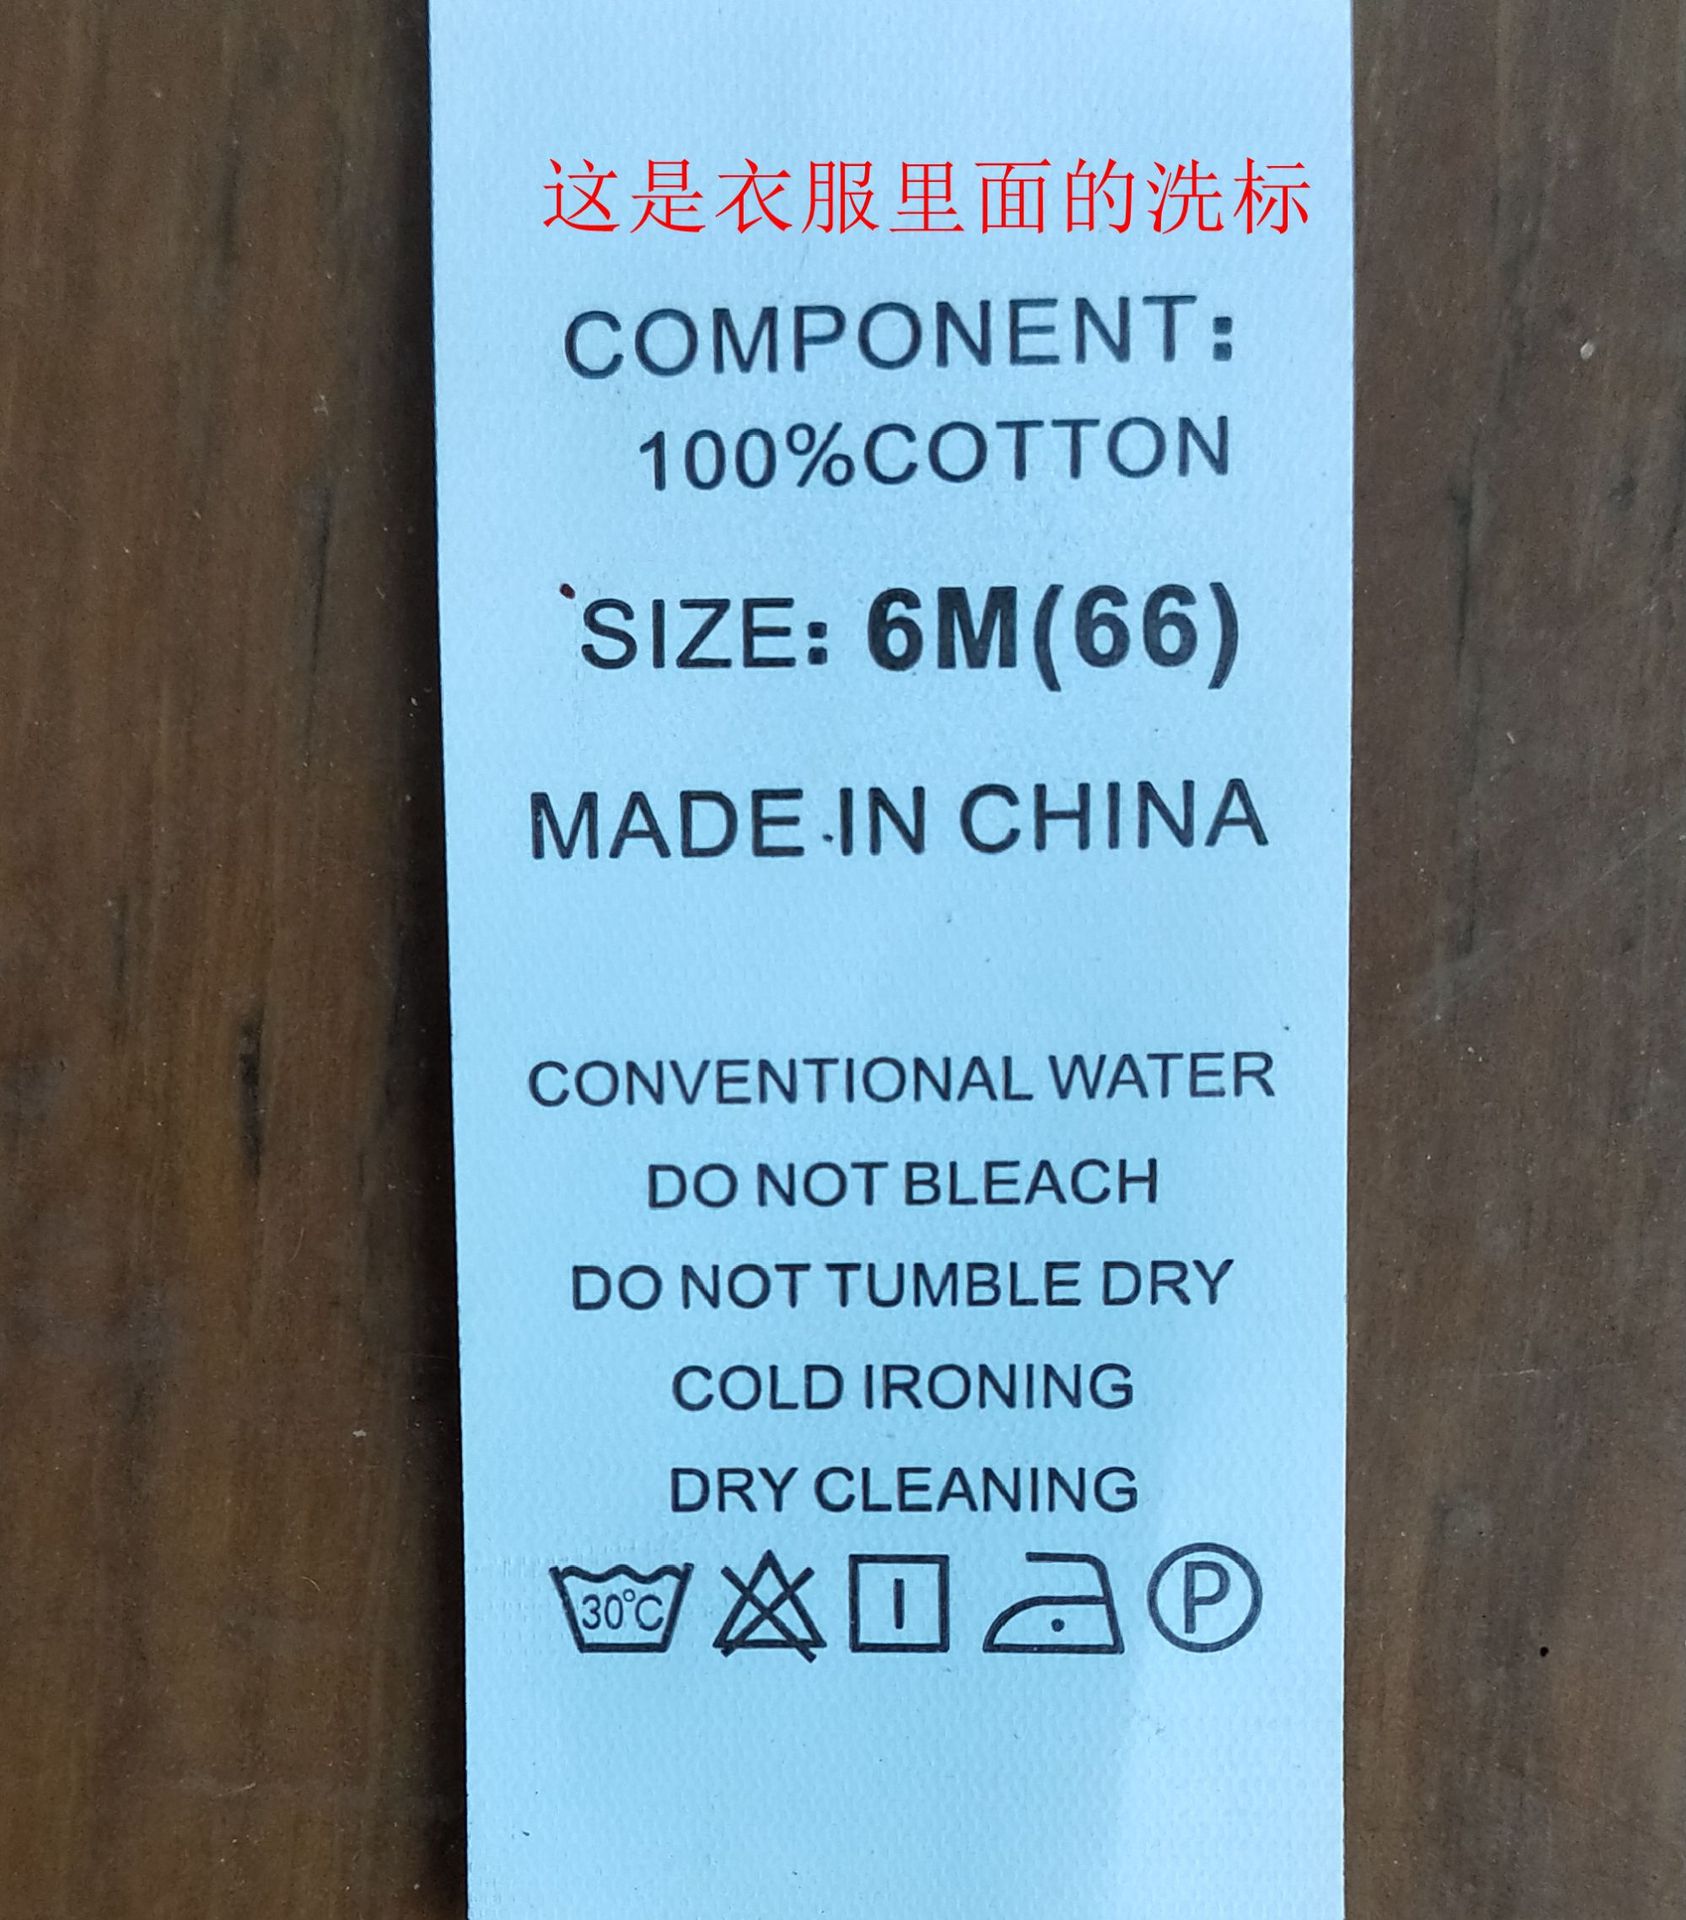 这是衣服里面的洗标
COMPONENT:
100%COTTON
SIZE: 6M(66)
MADE IN CHINA
CONVENTIONAL WATER
DO NOT BLEACH
DO NOT TUMBLE DRY
COLD IRONING
DRY CLEANING
30°C P